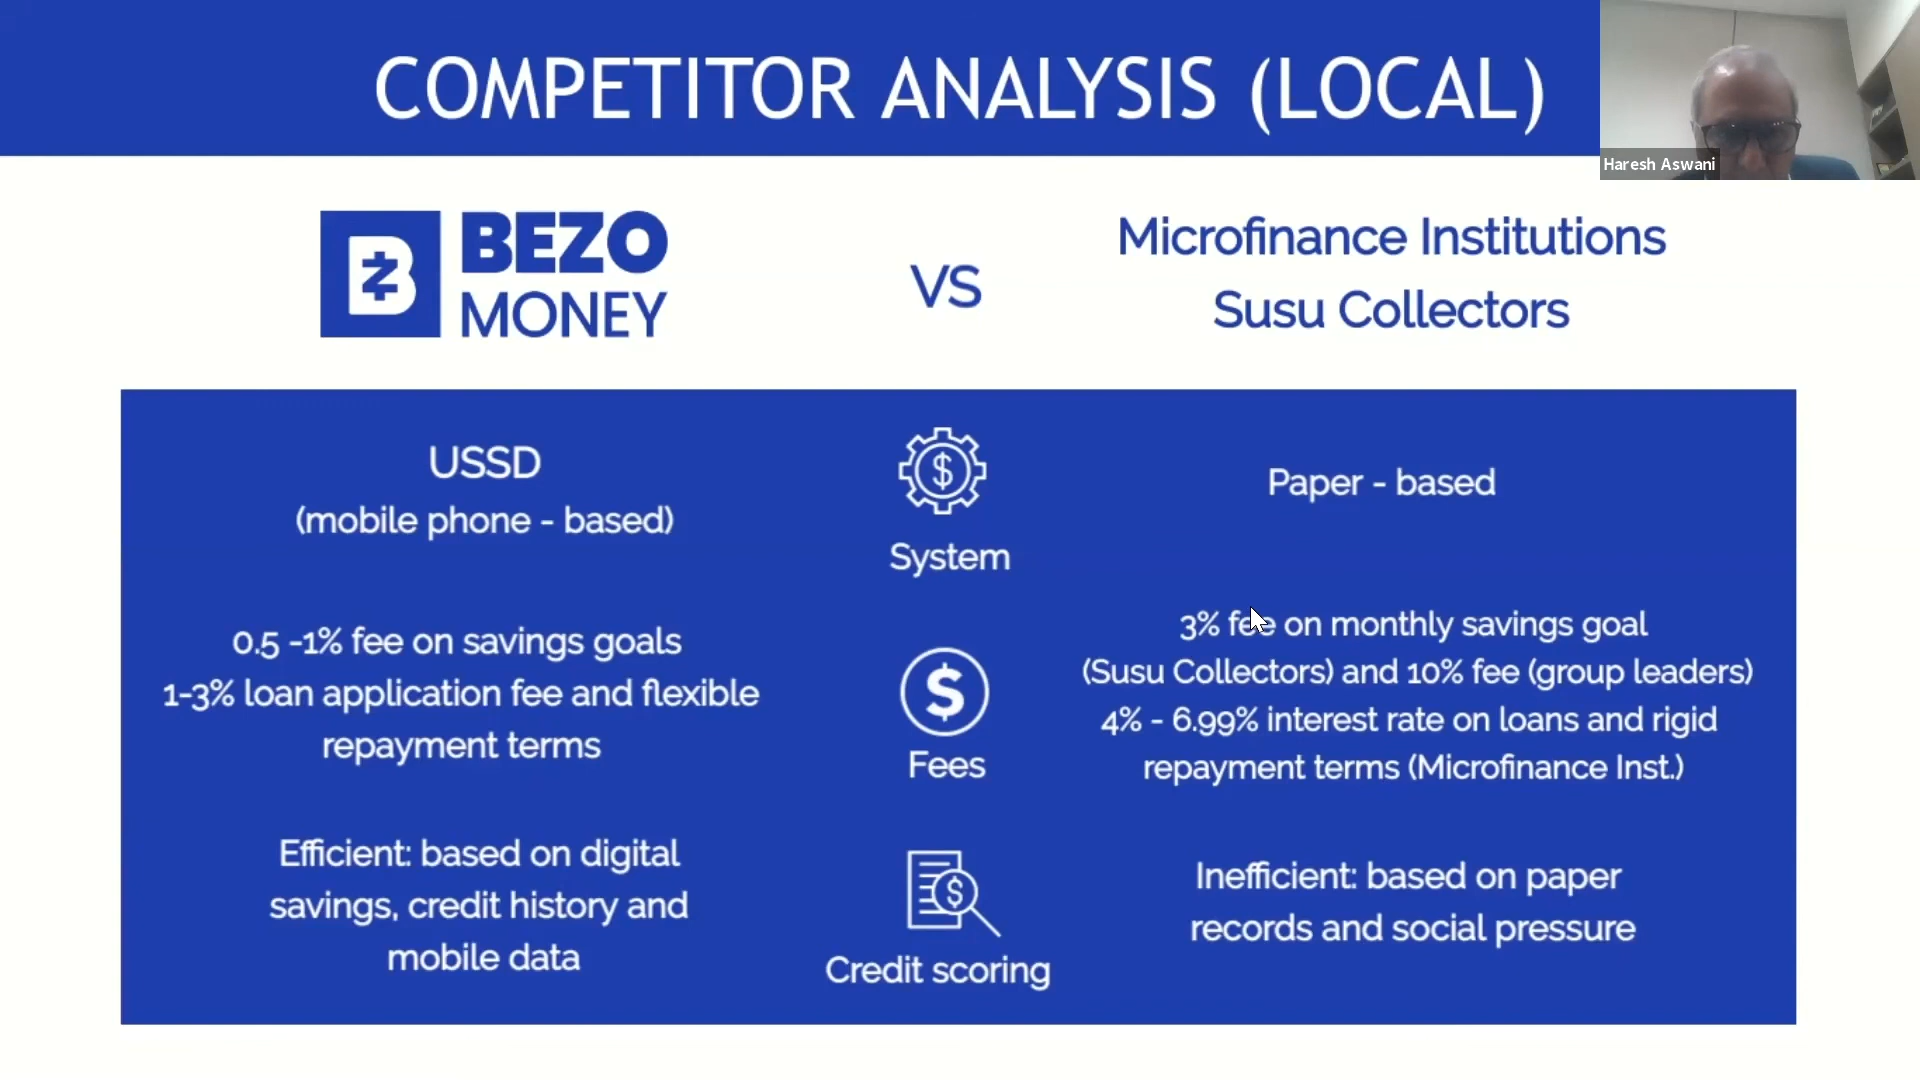 COMPETITOR ANALYSIS (LOCAL)
Haresh Aswani
BEZO
MONEY
VS
Microfinance Institutions
Susu Collectors
USSD
(mobile phone - based)
System
Paper - based
0.5 -1% fee on savings goals
1-3% loan application fee and flexible
repayment terms
Fees
3% fee on monthly savings goal
(Susu Collectors) and 10% fee (group leaders)
4% - 6.99% interest rate on loans and rigid
repayment terms (Microfinance Inst.)
Efficient: based on digital
savings, credit history and
mobile data
Credit scoring
Inefficient: based on paper
records and social pressure